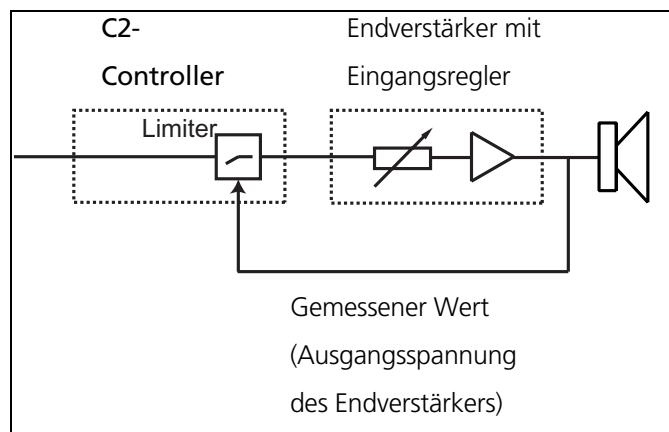 C2-
Controller
Endverstärker mit
Eingangsregler
Limiter
Gemessener Wert
(Ausgangsspannung
des Endverstärkers)